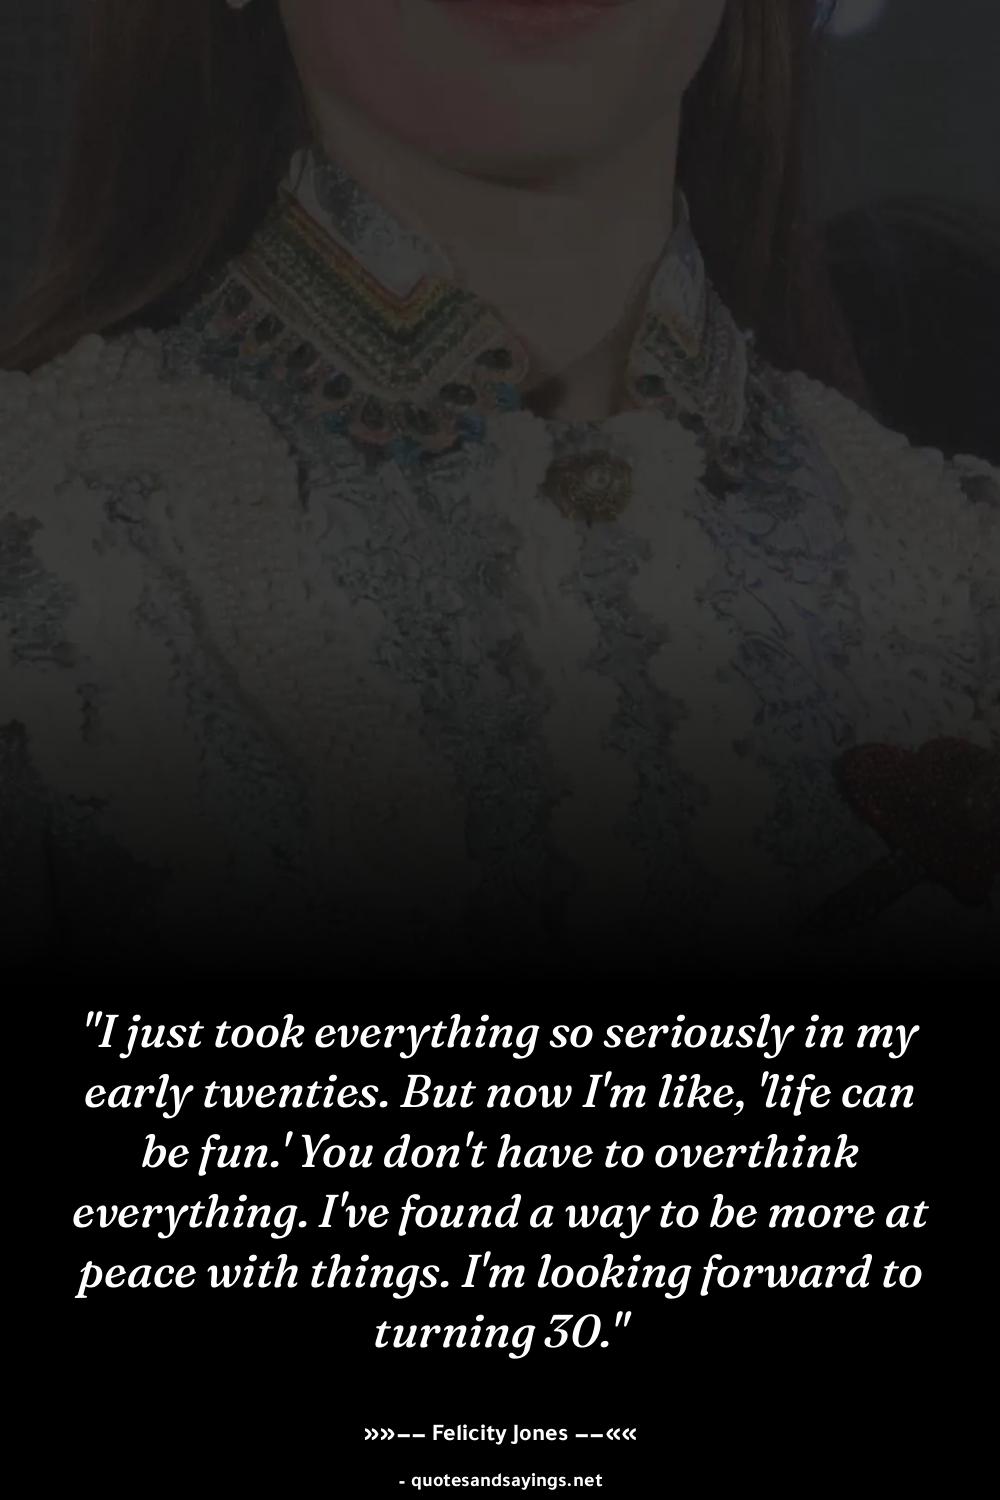 "I just took everything so seriously in my
early twenties. But now I'm like, 'life can
be fun.' You don't have to overthink
everything. I've found a way to be more at
peace with things. I'm looking forward to
turning 30."
»»−− Felicity Jones −−««
- quotesandsayings.net